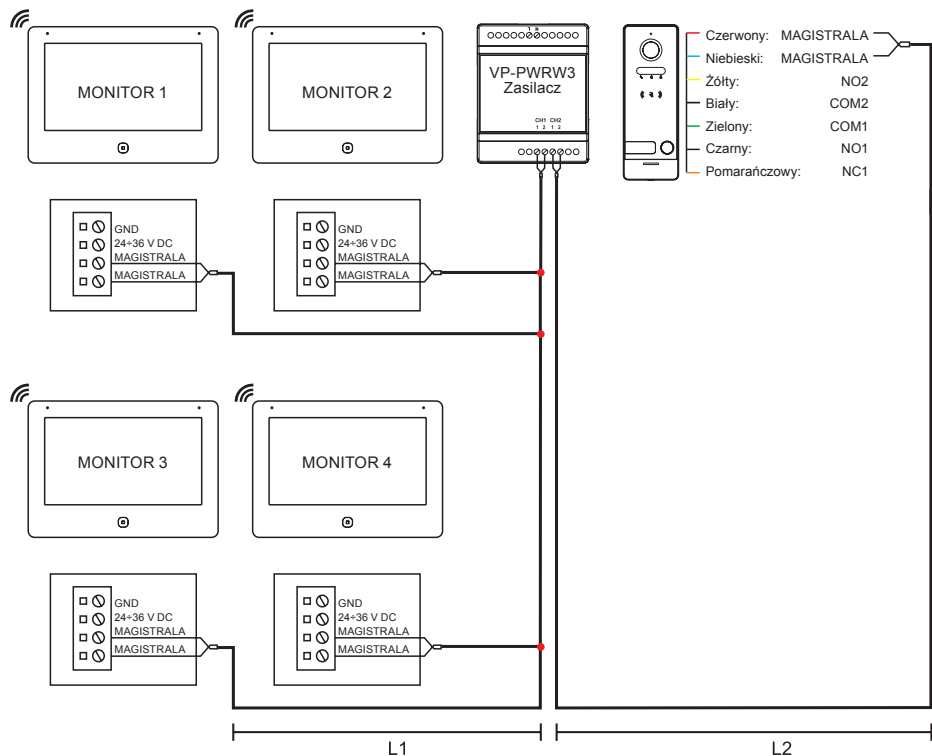 MONITOR 1
MONITOR 2
L N
VP-PWRW3
Zasilacz
CH1 CH2
1 2 1 2
Czerwony: MAGISTRALA
Niebieski: MAGISTRALA
Żółty: NO2
Biały: COM2
Zielony: COM1
Czarny: NO1
Pomarańczowy: NC1
GND
24÷36 V DC
MAGISTRALA
MAGISTRALA
GND
24÷36 V DC
MAGISTRALA
MAGISTRALA
MONITOR 3
MONITOR 4
GND
24÷36 V DC
MAGISTRALA
MAGISTRALA
GND
24÷36 V DC
MAGISTRALA
MAGISTRALA
L1
L2